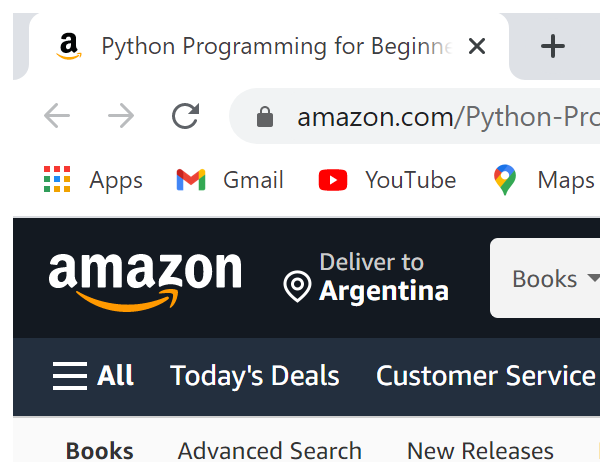 Python Programming for Beginne
amazon.com/Python-Pro
Apps Gmail YouTube Maps
amazon Deliver to Argentina Books
All Today's Deals Customer Service
Books Advanced Search New Releases